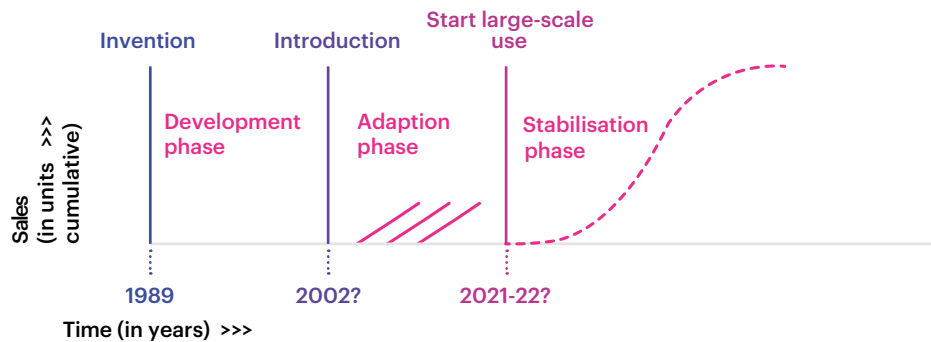 Start large-scale
use
Invention
Introduction
Development
phase
Adaption
phase
Stabilisation
phase
Sales
(in units >>>
cumulative)
1989
2002?
2021-22?
Time (in years) >>>